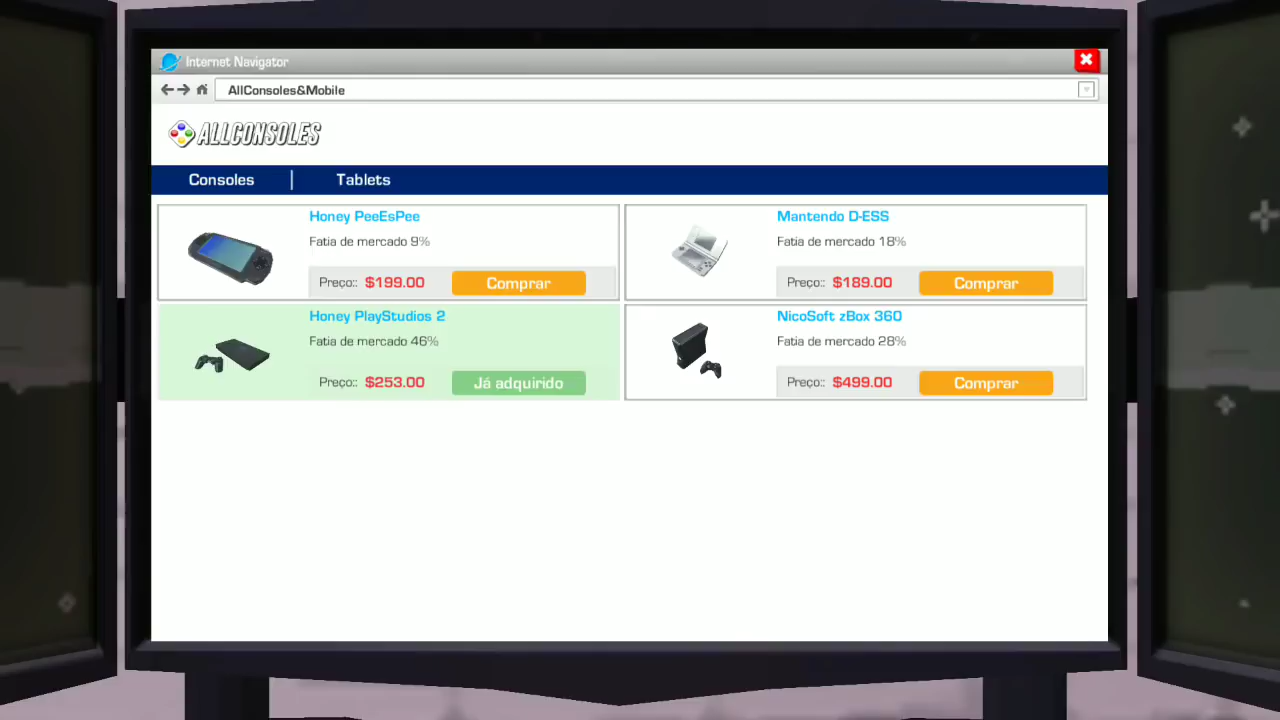 Internet Navigator
AllConsoles&Mobile
ALLCONSOLES
Consoles | Tablets
Honey PeeEsPee
Fatia de mercado 9%
Preço:: $199.00 Comprar
Mantendo D-ESS
Fatia de mercado 18%
Preço:: $189.00 Comprar
Honey PlayStudios 2
Fatia de mercado 46%
Preço:: $253.00 Já adquirido
NicoSoft zBox 360
Fatia de mercado 28%
Preço:: $499.00 Comprar